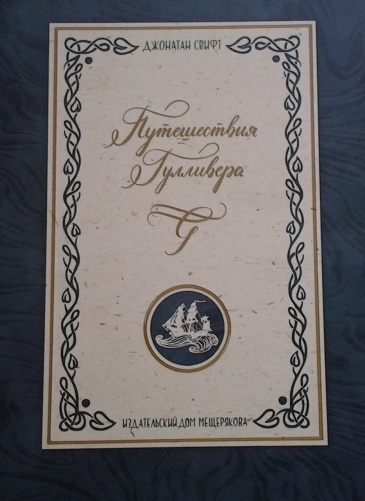 ДЖОНАТАН СВИФТ
Путешествия
Гулливера
ИЗДАТЕЛЬСКИЙ ДОМ МЕЩЕРЯКОВА